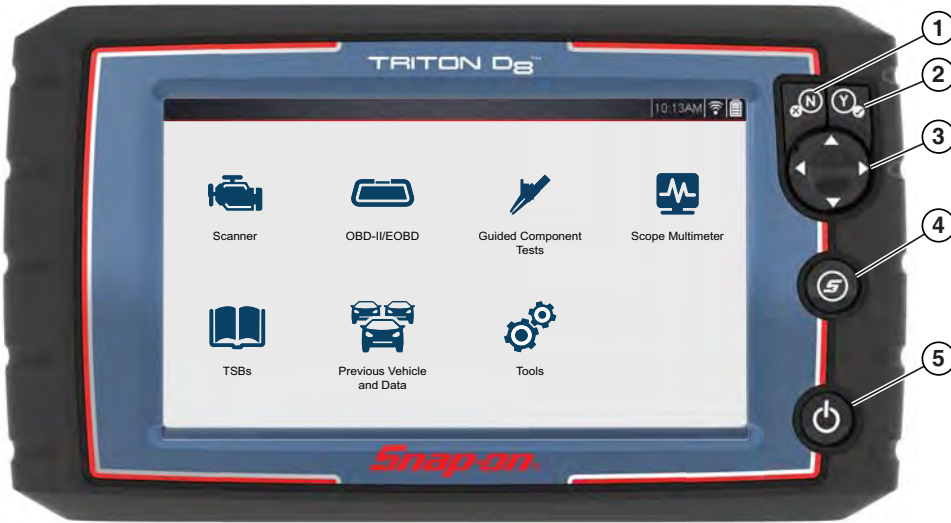 TRITON D8™
10:13AM
Scanner
OBD-II/EOBD
Guided Component
Tests
Scope Multimeter
TSBs
Previous Vehicle
and Data
Tools
Snap-on®
N
Y
S
1
2
3
4
5